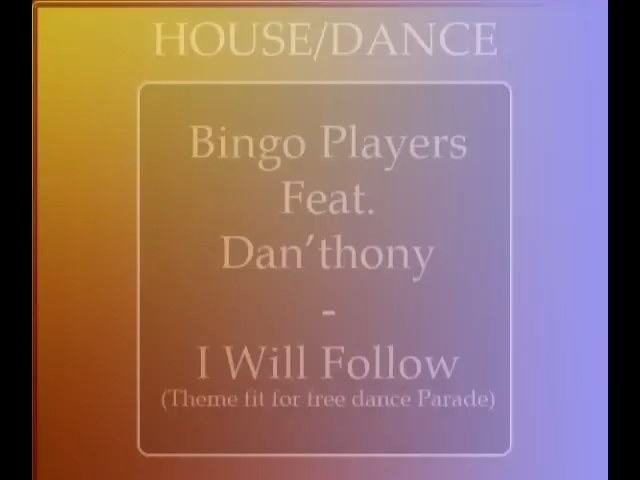 HOUSE/DANCE
Bingo Players
Feat.
Dan’thony
-
I Will Follow
(Theme fit for free dance Parade)